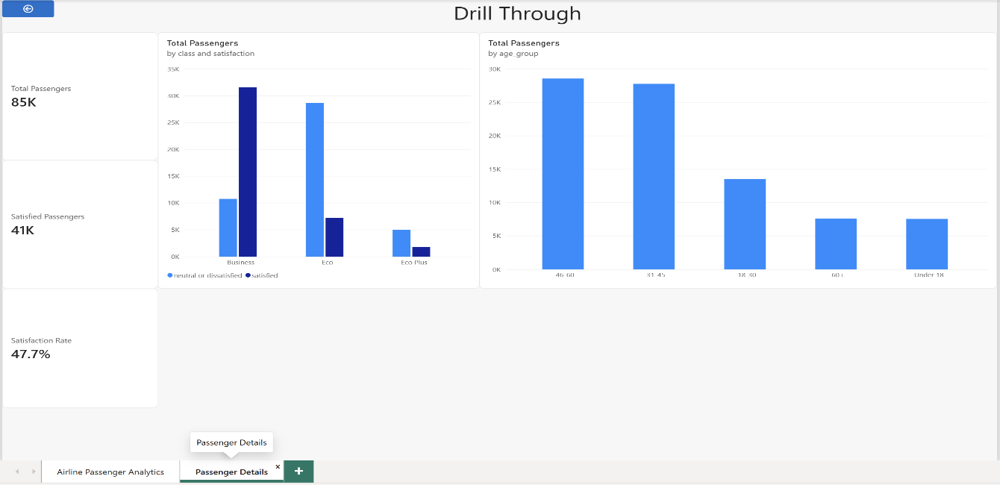 Drill Through
Total Passengers
85K
Satisfied Passengers
41K
Satisfaction Rate
47.7%
Total Passengers
by class and satisfaction
35K
30K
25K
20K
15K
10K
5K
0K
Business Eco Eco Plus
neutral or dissatisfied satisfied
Total Passengers
by age_group
30K
25K
20K
15K
10K
5K
0K
46-60 31-45 18-30 60+ Under 18
Passenger Details
Airline Passenger Analytics Passenger Details x +